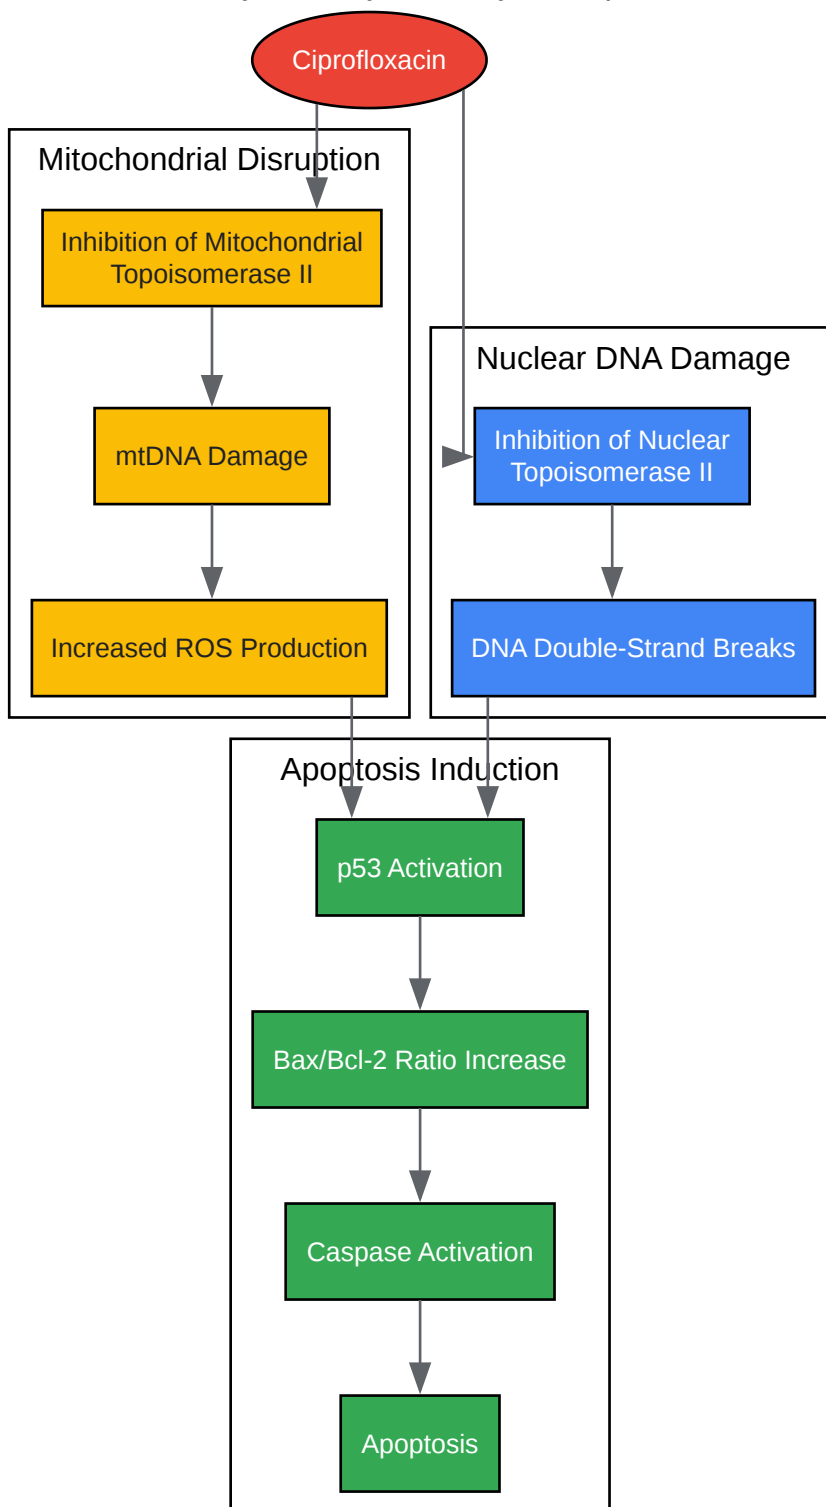 Ciprofloxacin
Mitochondrial Disruption
Inhibition of Mitochondrial
Topoisomerase II
mtDNA Damage
Increased ROS Production
Nuclear DNA Damage
Inhibition of Nuclear
Topoisomerase II
DNA Double-Strand Breaks
Apoptosis Induction
p53 Activation
Bax/Bcl-2 Ratio Increase
Caspase Activation
Apoptosis